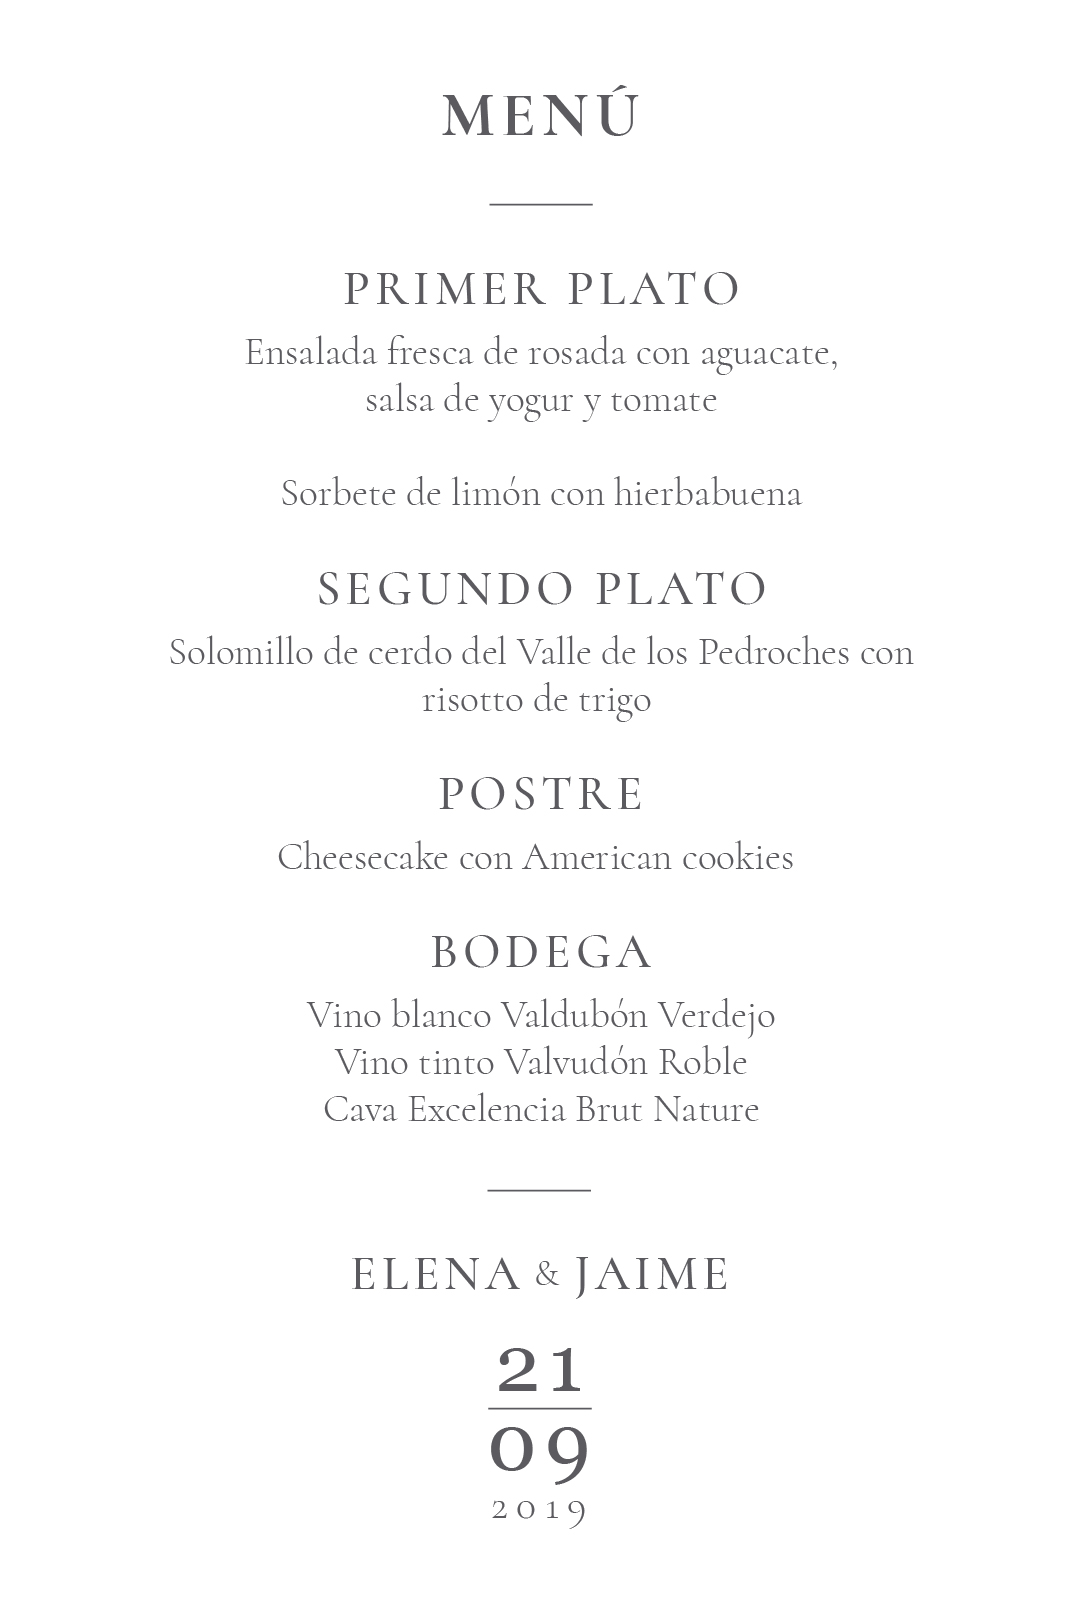 MENÚ
PRIMER PLATO
Ensalada fresca de rosada con aguacate,
salsa de yogur y tomate
Sorbete de limón con hierbabuena
SEGUNDO PLATO
Solomillo de cerdo del Valle de los Pedroches con
risotto de trigo
POSTRE
Cheesecake con American cookies
BODEGA
Vino blanco Valdubón Verdejo
Vino tinto Valvudón Roble
Cava Excelencia Brut Nature
ELENA & JAIME
21
09
2019